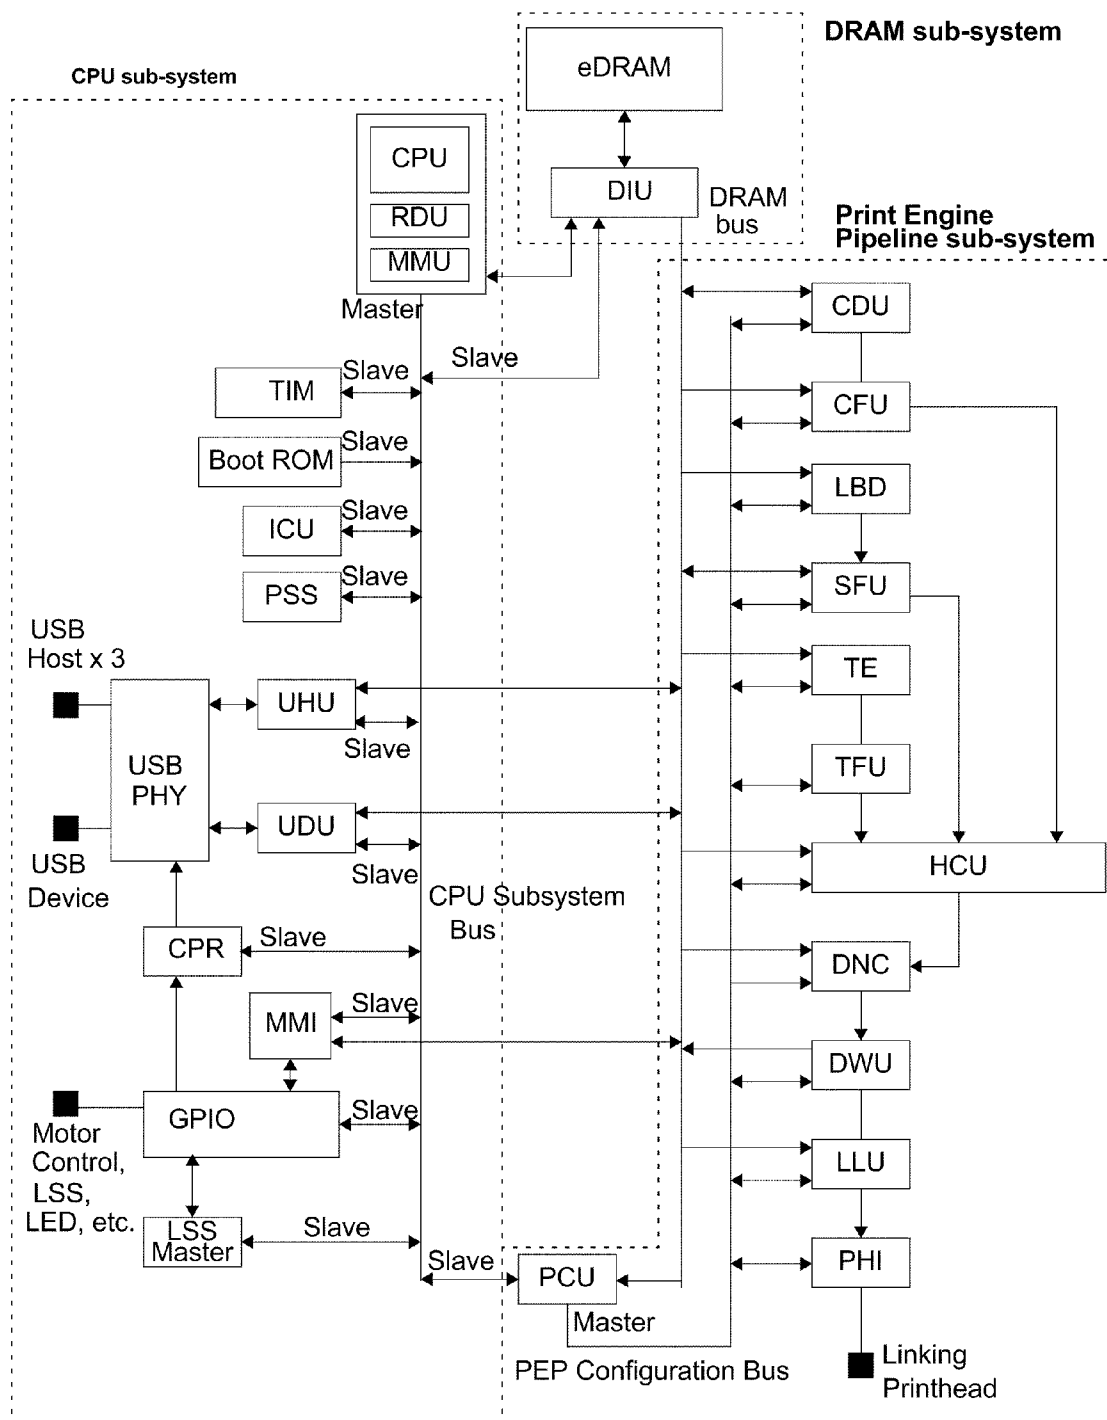 DRAM sub-system
eDRAM
CPU sub-system
CPU
DIU
DRAM
bus
RDU
Print Engine
Pipeline sub-system
MMU
Master
CDU
Slave
Slave
TIM
CFU
Slave
Boot ROM
LBD
Slave
ICU
Slave
PSS
SFU
USB
Host x 3
TE
UHU
Slave
USB
PHY
TFU
UDU
USB
Device
Slave
HCU
CPU Subsystem
Bus
CPR
Slave
DNC
MMI
Slave
DWU
GPIO
Slave
Motor
Control,
LSS,
LED, etc.
LLU
LSS
Master
Slave
Slave
PCU
PHI
Master
PEP Configuration Bus
Linking
Printhead